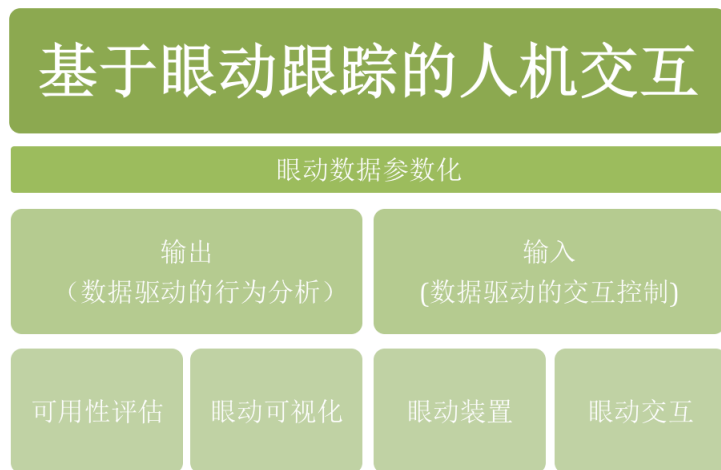 基于眼动跟踪的人机交互
眼动数据参数化
输出
（数据驱动的行为分析）
输入
(数据驱动的交互控制)
可用性评估
眼动可视化
眼动装置
眼动交互